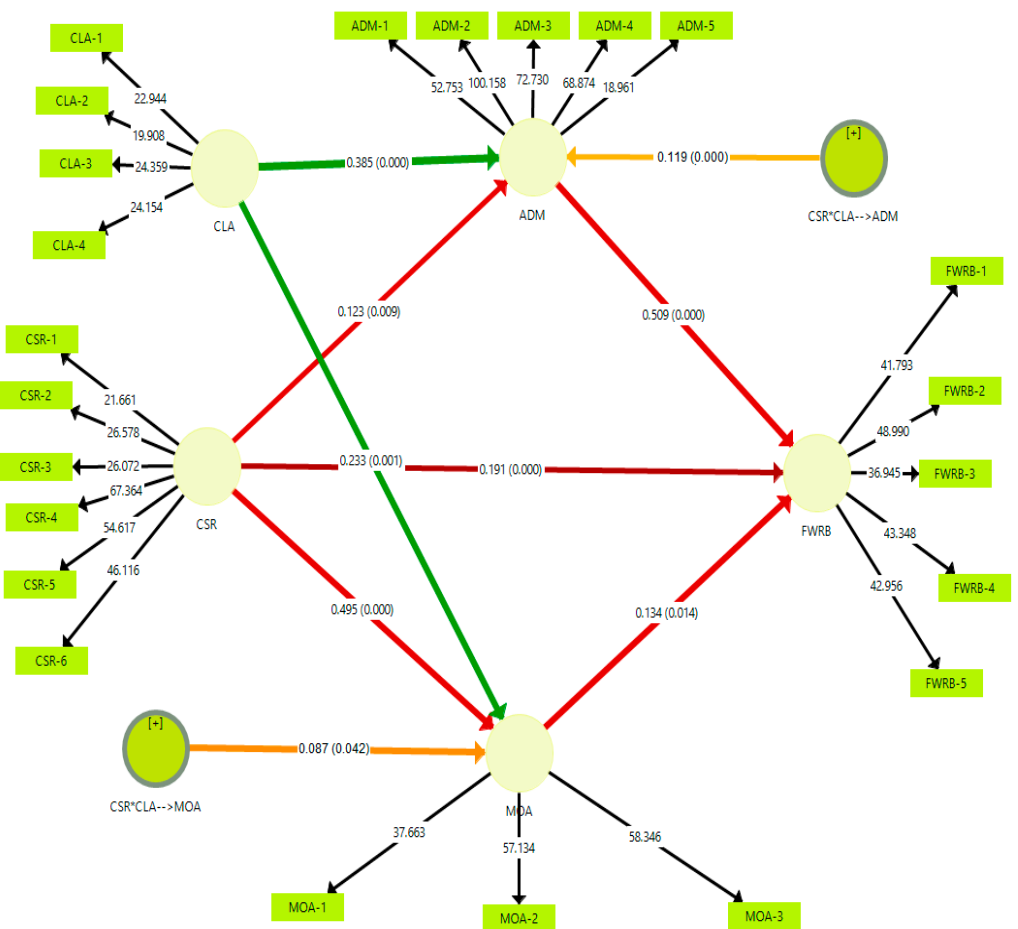 ADM-1
ADM-2
ADM-3
ADM-4
ADM-5
CLA-1
52.753
100.158
72.730
68.874
18.961
22.944
CLA-2
19.908
[+]
CLA-3
24.359
0.385 (0.000)
0.119 (0.000)
24.154
ADM
CSR*CLA-->ADM
CLA
CLA-4
FWRB-1
0.123 (0.009)
0.509 (0.000)
CSR-1
41.793
CSR-2
21.661
FWRB-2
26.578
48.990
0.233 (0.001)
0.191 (0.000)
CSR-3
26.072
36.945
FWRB-3
67.364
CSR-4
54.617
CSR
FWRB
43.348
46.116
CSR-5
42.956
FWRB-4
0.495 (0.000)
0.134 (0.014)
CSR-6
FWRB-5
[+]
0.087 (0.042)
CSR*CLA-->MOA
MOA
37.663
57.134
58.346
MOA-1
MOA-2
MOA-3